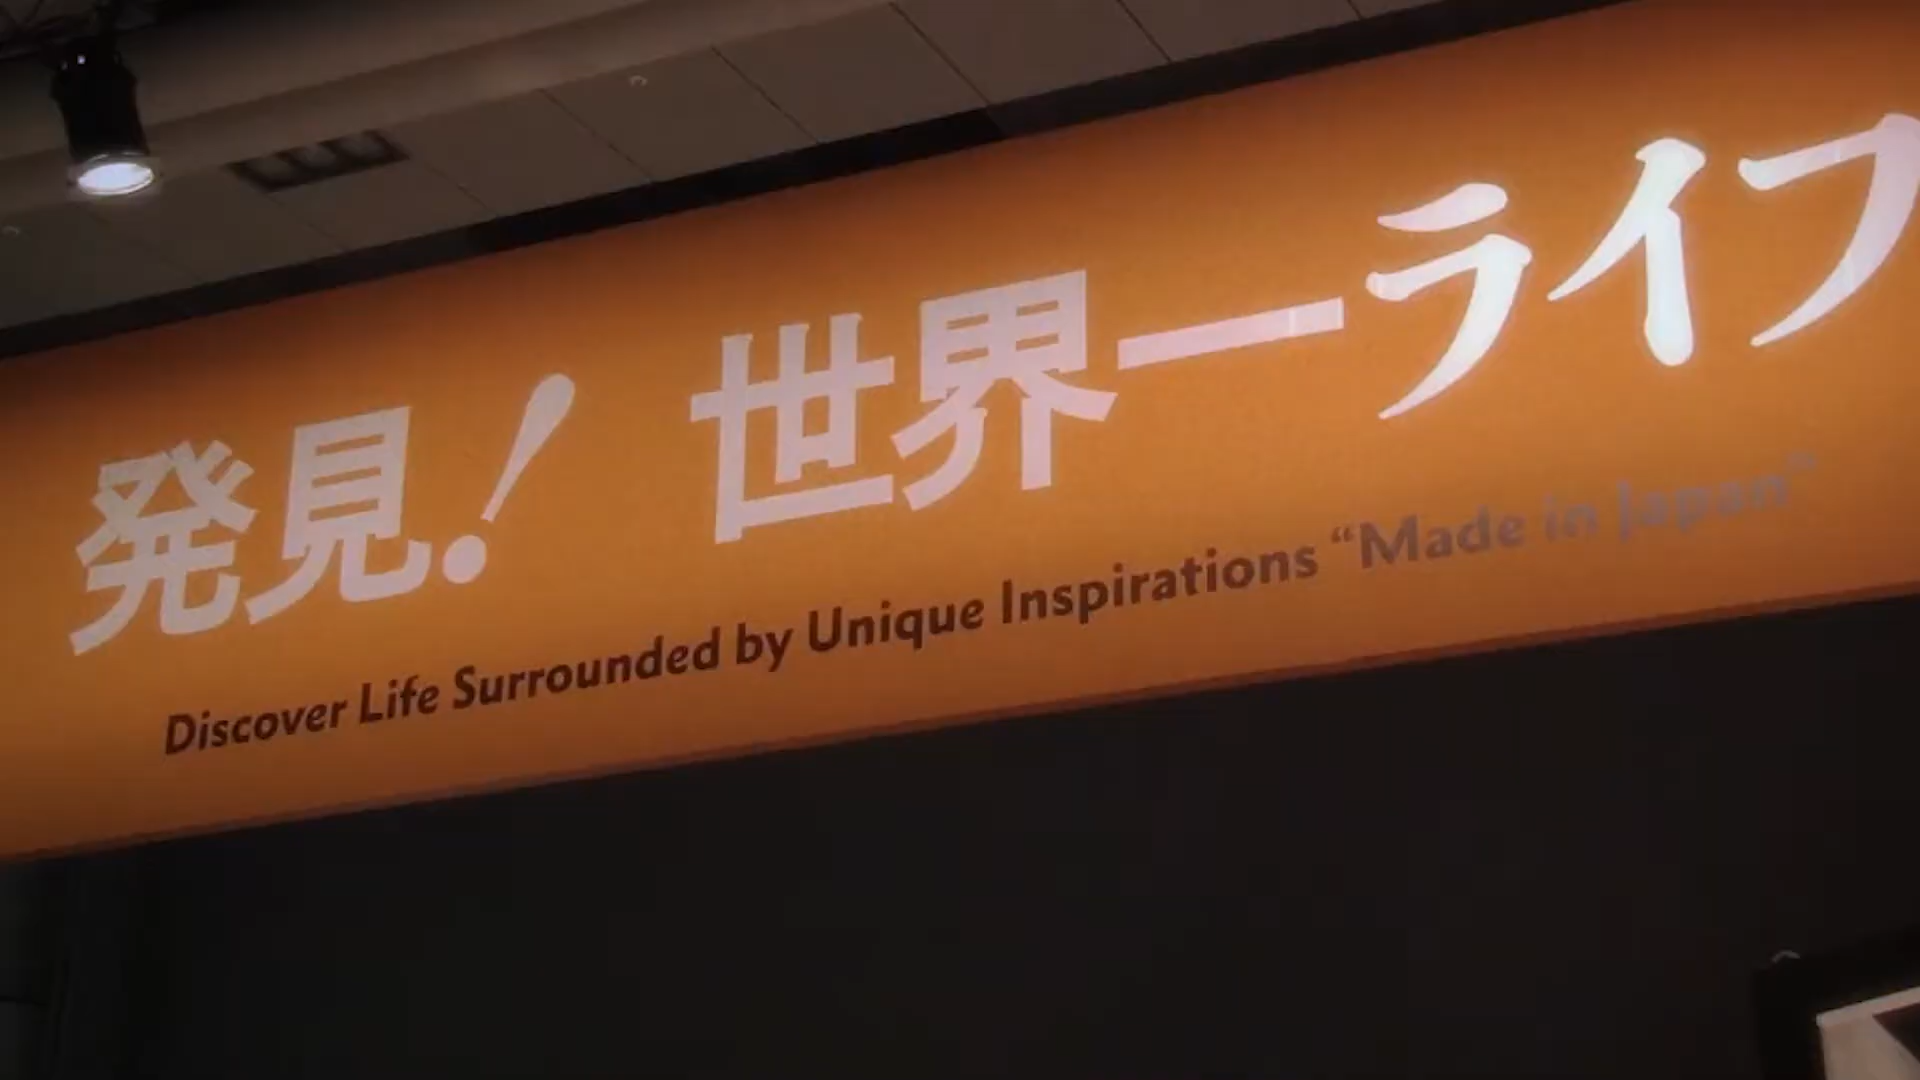 発見! 世界一ライフ
Discover Life Surrounded by Unique Inspirations “Made in Japan”